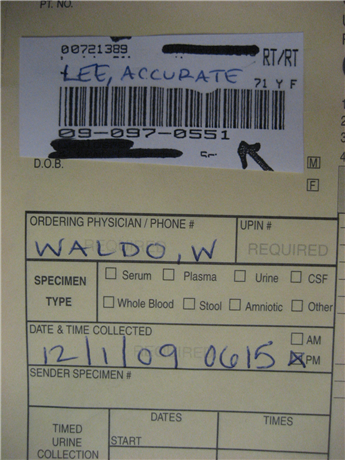 PT. NO.
00721389 RT/RT
LEE, ACCURATE 71 Y F
09-097-0551
D.O.B.
M
F
ORDERING PHYSICIAN / PHONE # UPIN #
WALDO, W REQUIRED REQUIRED
SPECIMEN TYPE
Serum Plasma Urine CSF
Whole Blood Stool Amniotic Other
DATE & TIME COLLECTED AM
12/1/09 0615 REQUIRED PM
SENDER SPECIMEN #
TIMED URINE COLLECTION
DATES TIMES
START